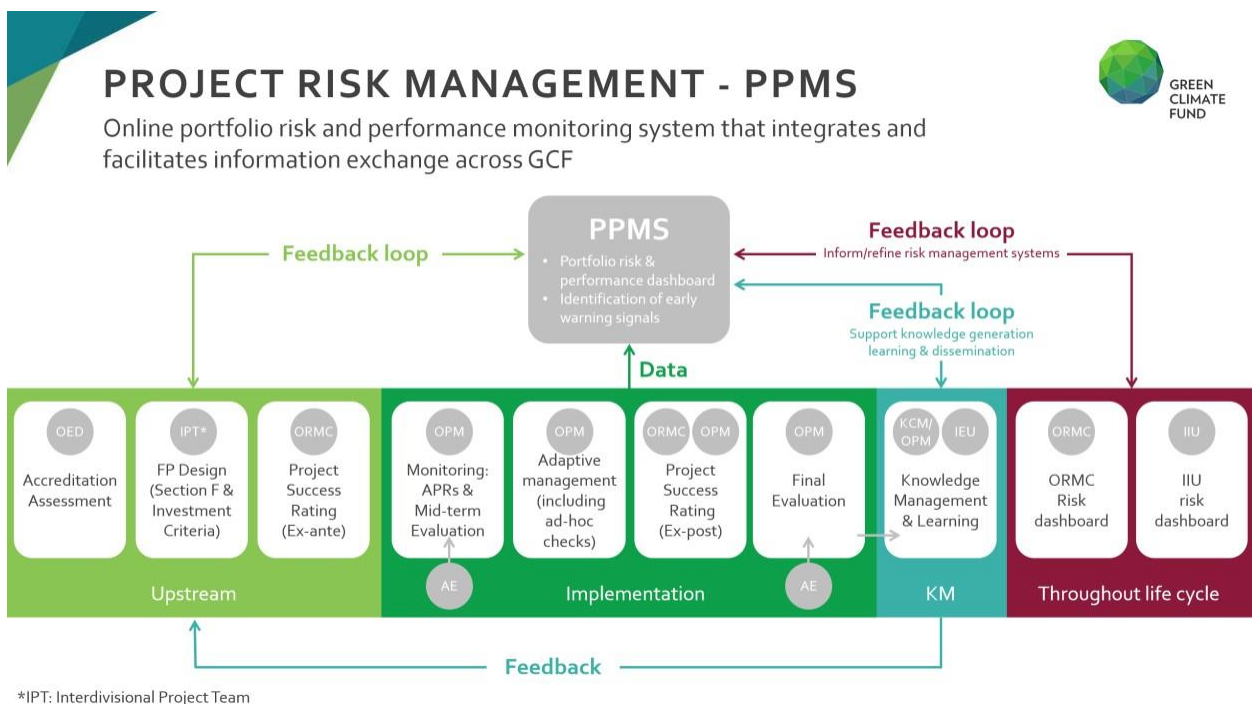 PROJECT RISK MANAGEMENT - PPMS
Online portfolio risk and performance monitoring system that integrates and
facilitates information exchange across GCF
GREEN
CLIMATE
FUND
PPMS
• Portfolio risk &
performance dashboard
• Identification of early
warning signals
Feedback loop
Feedback loop
Inform/refine risk management systems
Feedback loop
Support knowledge generation
learning & dissemination
Data
OED
Accreditation
Assessment
IPT*
FP Design
(Section F &
Investment
Criteria)
ORMC
Project
Success
Rating
(Ex-ante)
Upstream
OPM
Monitoring:
APRs &
Mid-term
Evaluation
AE
OPM
Adaptive
management
(including
ad-hoc
checks)
ORMC OPM
Project
Success
Rating
(Ex-post)
OPM
Final
Evaluation
AE
Implementation
KCM/
OPM
IEU
Knowledge
Management
& Learning
KM
ORMC
ORMC
Risk
dashboard
IIU
IIU
risk
dashboard
Throughout life cycle
Feedback
*IPT: Interdivisional Project Team